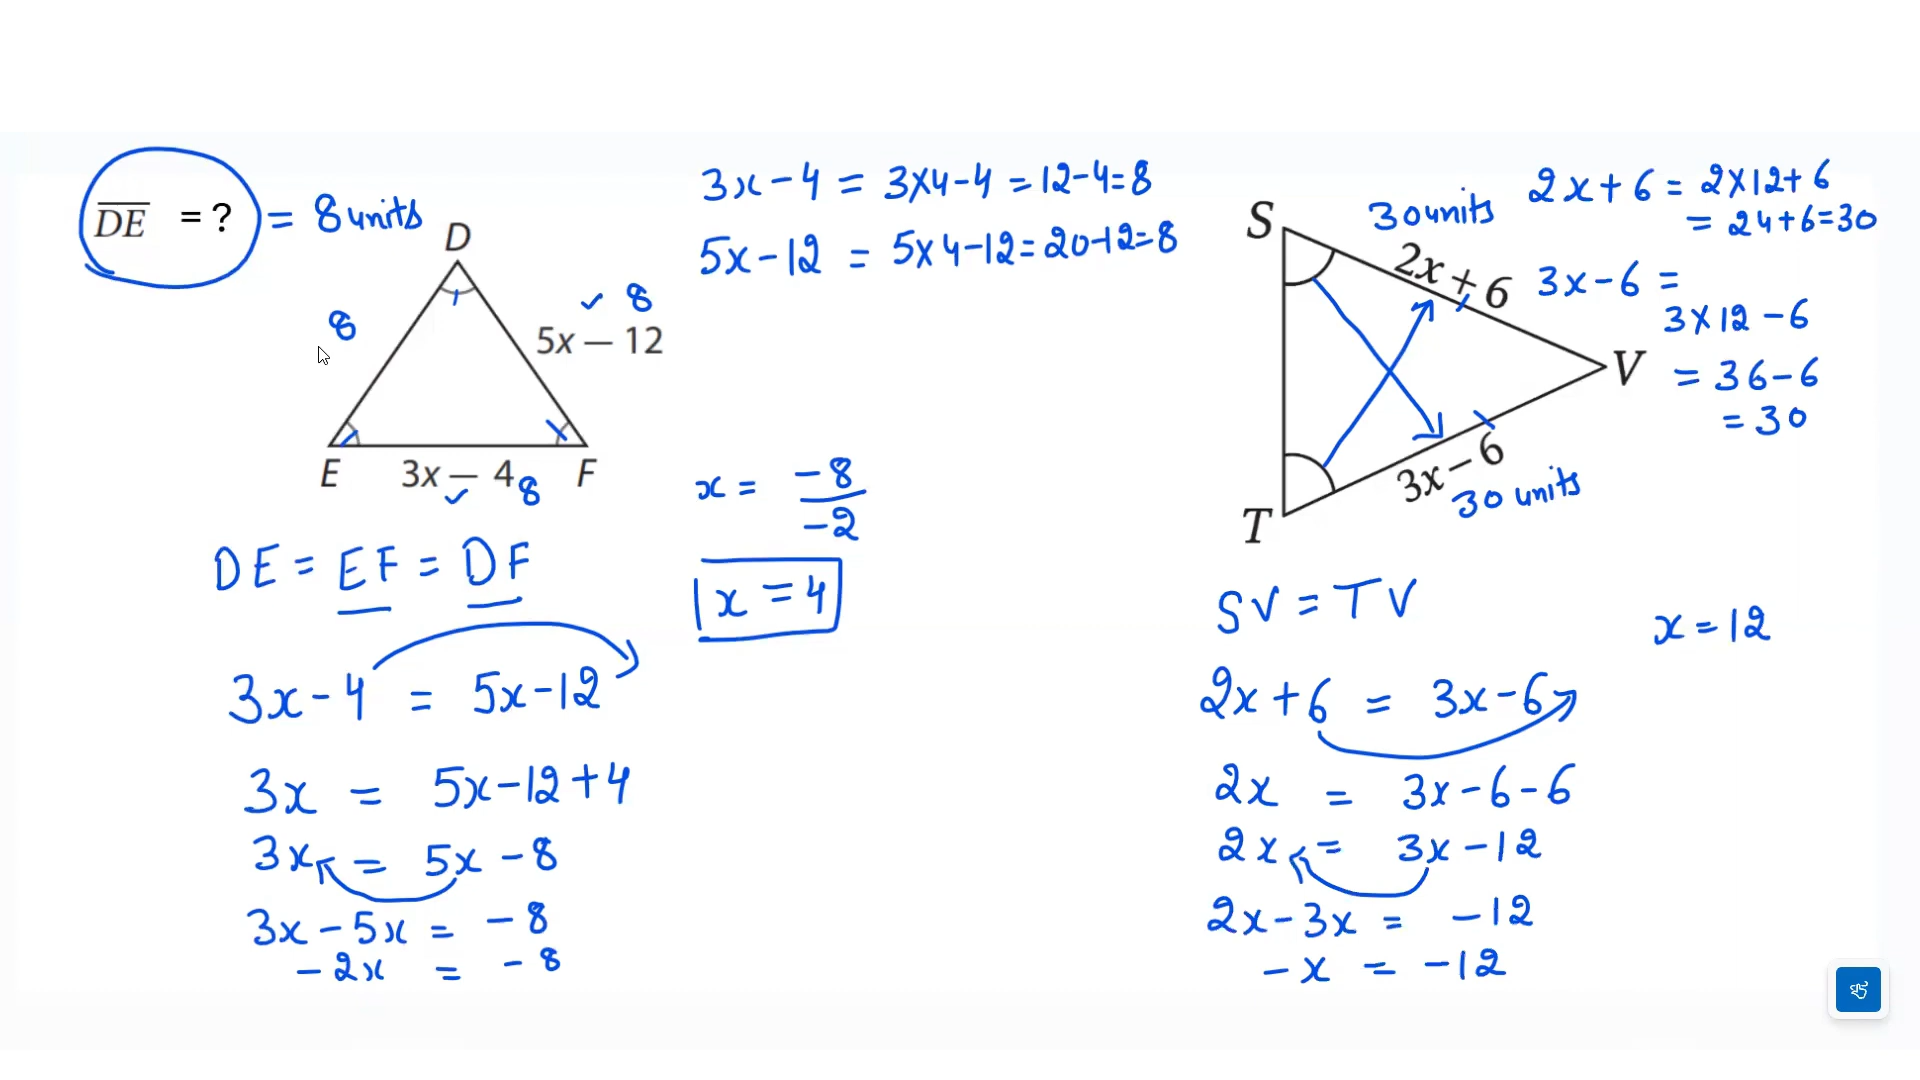 DE = ? = 8 units
D
8
✓ 8
5x — 12
E
3x — 4 8
✓
F
DE = EF = DF
3x - 4 = 5x - 12
3x = 5x - 12 + 4
3x = 5x - 8
3x - 5x = - 8
- 2x = - 8
3x - 4 = 3x4-4 = 12-4=8
5x - 12 = 5x4-12=20-12=8
x = -8
-2
x = 4
S
30 units
2x + 6
V
3x - 6
30 units
T
2x + 6 = 2x12+6
= 24+6=30
3x - 6 =
3x12 - 6
= 36-6
= 30
SV = TV
x = 12
2x + 6 = 3x - 6
2x = 3x - 6 - 6
2x = 3x - 12
2x - 3x = - 12
- x = - 12